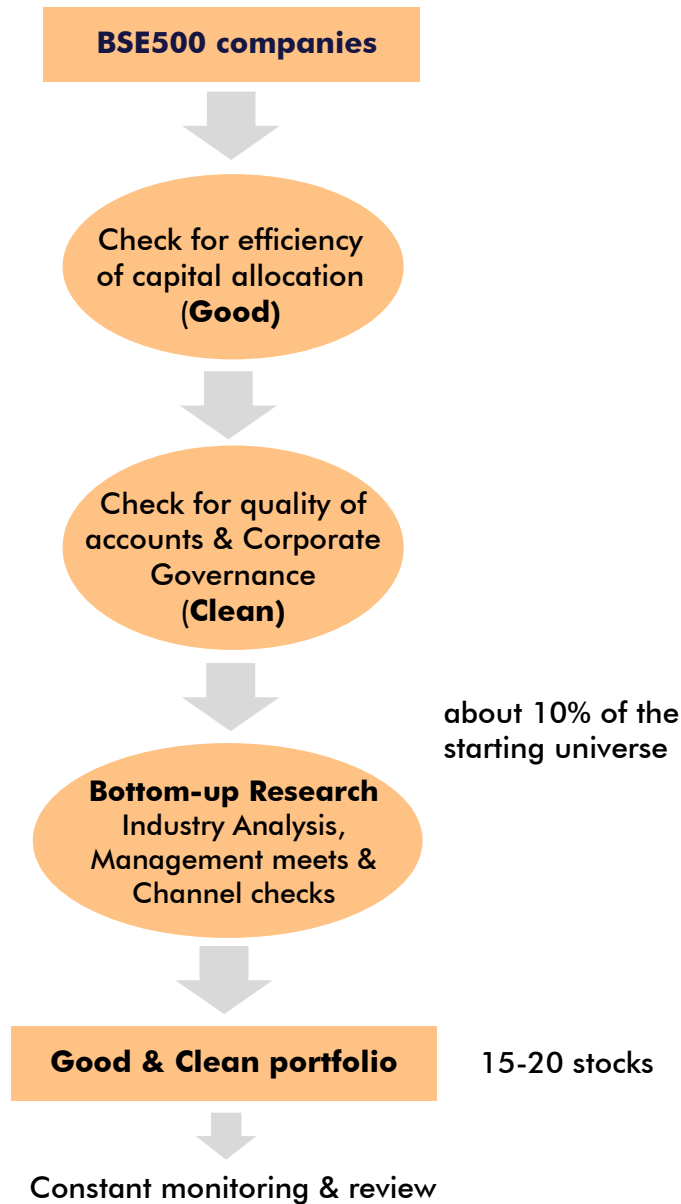 BSE500 companies
Check for efficiency
of capital allocation
(Good)
Check for quality of
accounts & Corporate
Governance
(Clean)
about 10% of the
starting universe
Bottom-up Research
Industry Analysis,
Management meets &
Channel checks
Good & Clean portfolio
15-20 stocks
Constant monitoring & review